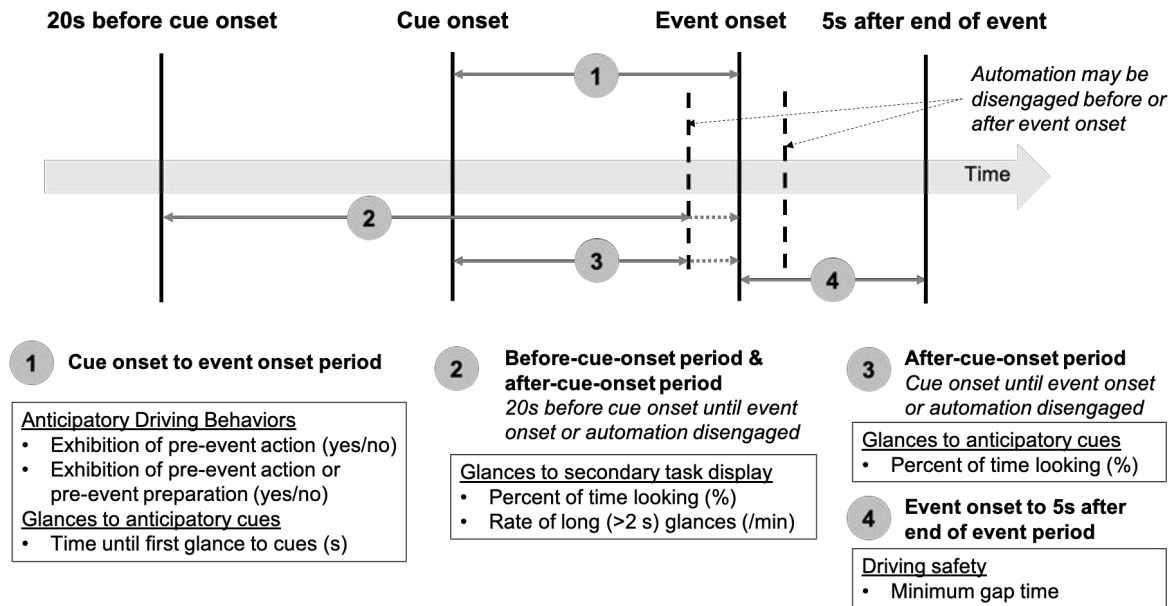 20s before cue onset
Cue onset
Event onset
5s after end of event
1
Automation may be
disengaged before or
after event onset
Time
2
3
4
1
Cue onset to event onset period
Anticipatory Driving Behaviors
• Exhibition of pre-event action (yes/no)
• Exhibition of pre-event action or
pre-event preparation (yes/no)
Glances to anticipatory cues
• Time until first glance to cues (s)
2
Before-cue-onset period &
after-cue-onset period
20s before cue onset until event
onset or automation disengaged
Glances to secondary task display
• Percent of time looking (%)
• Rate of long (>2 s) glances (/min)
3
After-cue-onset period
Cue onset until event onset
or automation disengaged
Glances to anticipatory cues
• Percent of time looking (%)
4
Event onset to 5s after
end of event period
Driving safety
• Minimum gap time